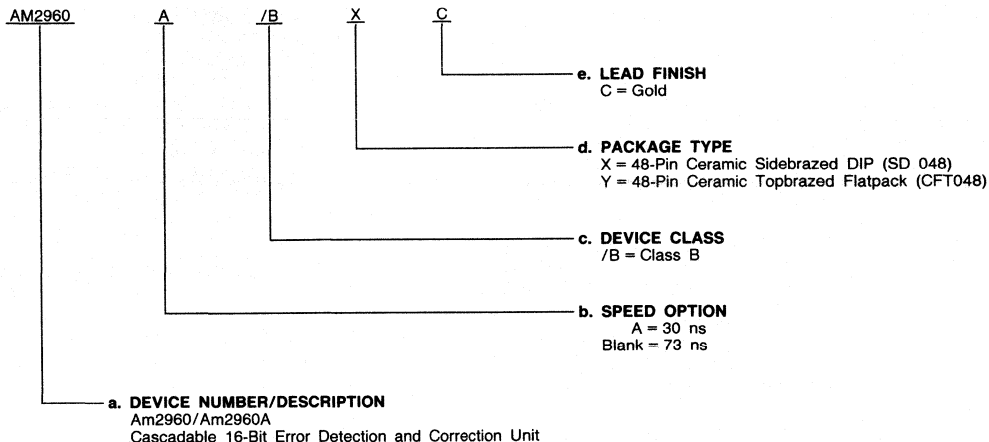 AM2960 A /B X C
e. LEAD FINISH
C = Gold
d. PACKAGE TYPE
X = 48-Pin Ceramic Sidebrazed DIP (SD 048)
Y = 48-Pin Ceramic Topbrazed Flatpack (CFT048)
c. DEVICE CLASS
/B = Class B
b. SPEED OPTION
A = 30 ns
Blank = 73 ns
a. DEVICE NUMBER/DESCRIPTION
Am2960/Am2960A
Cascadable 16-Bit Error Detection and Correction Unit